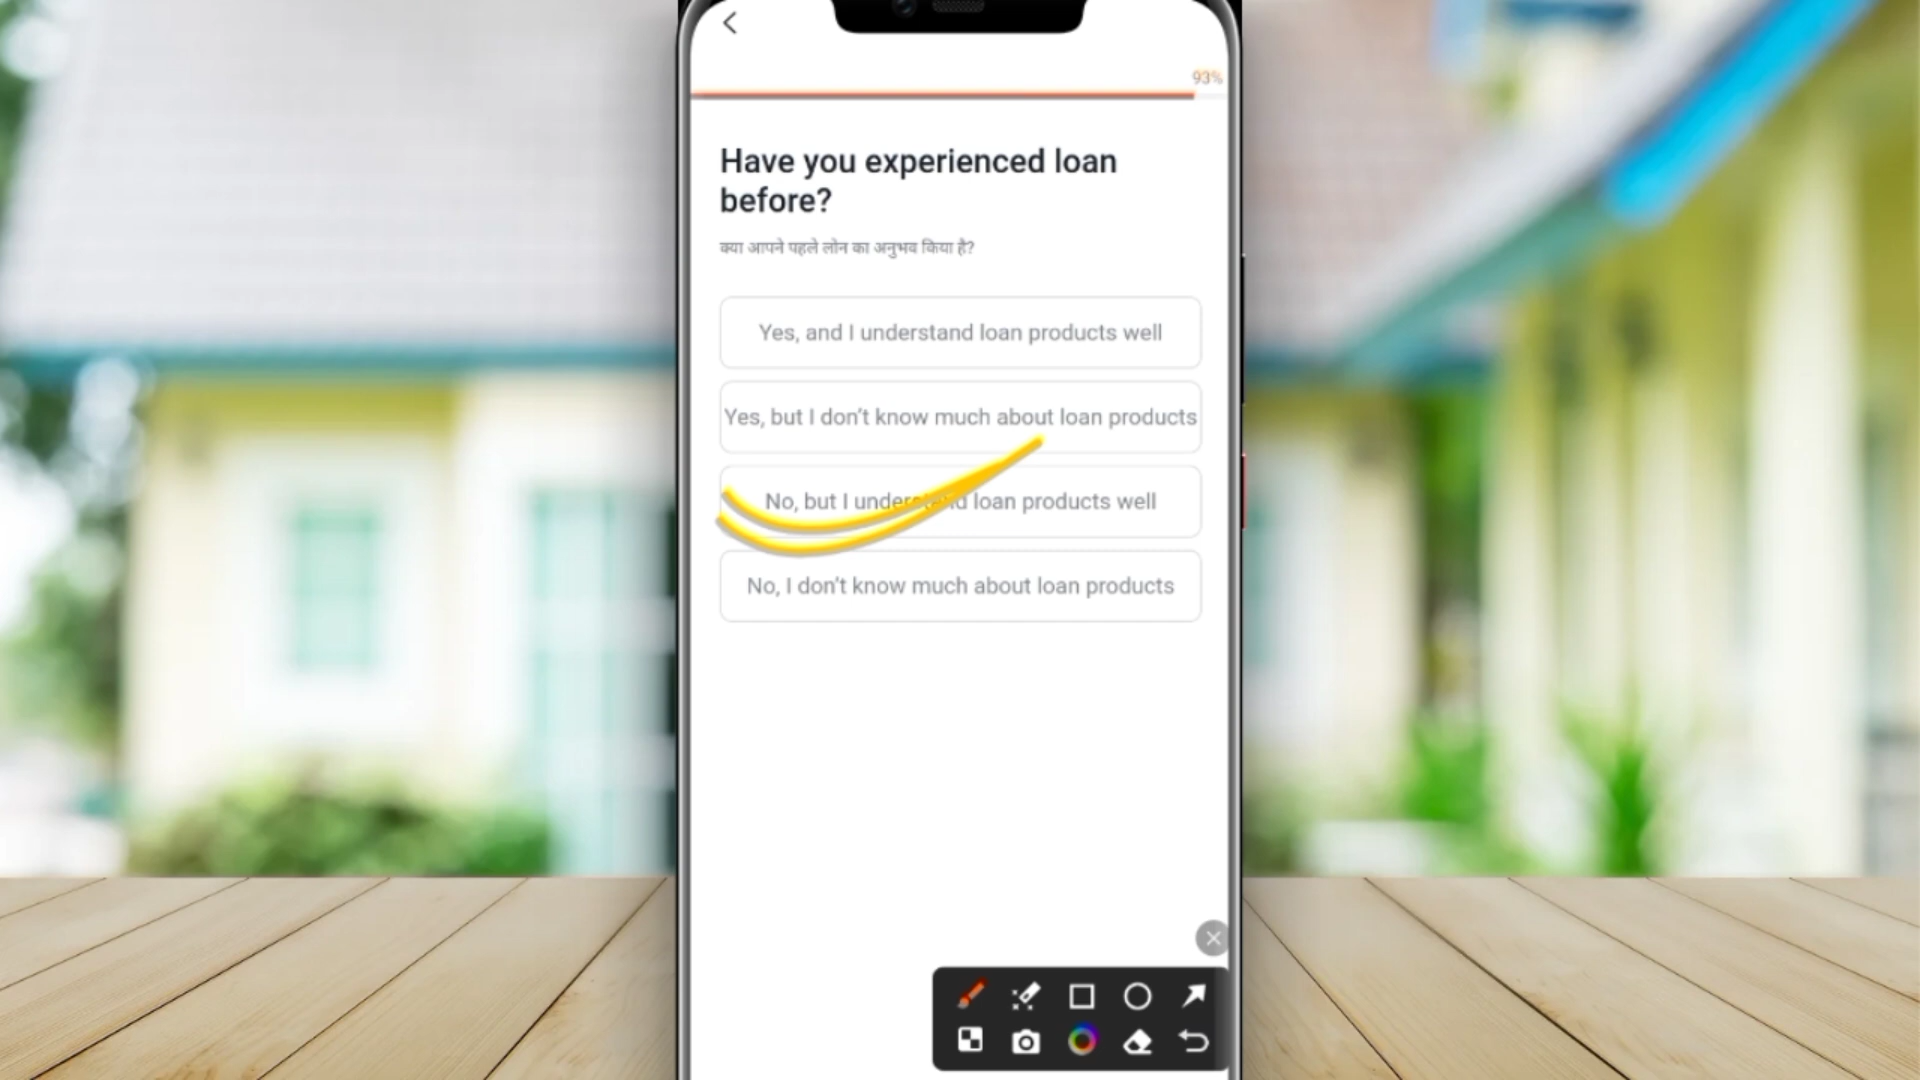 93%
Have you experienced loan
before?
क्या आपने पहले लोन का अनुभव किया है?
Yes, and I understand loan products well
Yes, but I don't know much about loan products
No, but I understand loan products well
No, I don't know much about loan products